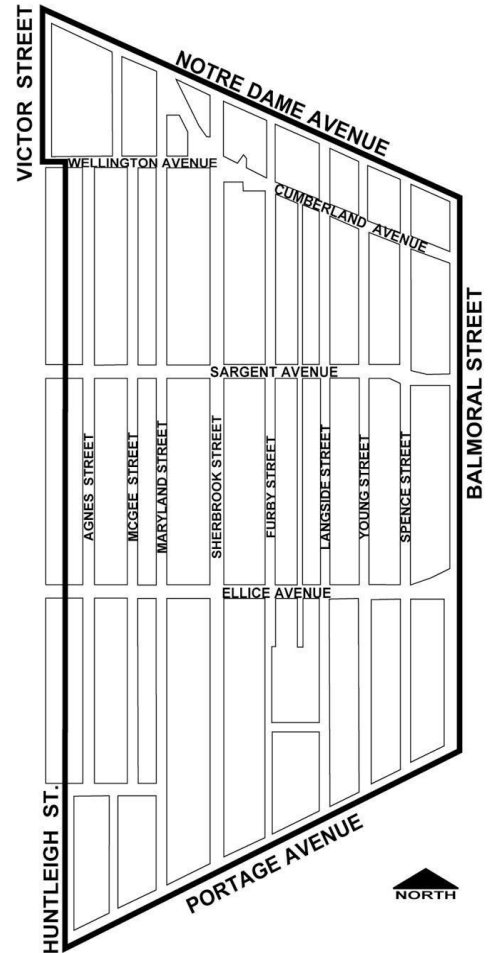 VICTOR STREET
NOTRE DAME AVENUE
WELLINGTON AVENUE
CUMBERLAND AVENUE
SARGENT AVENUE
BALMORAL STREET
AGNES STREET
MCGEE STREET
MARYLAND STREET
SHERBROOK STREET
FURBY STREET
LANGSIDE STREET
YOUNG STREET
SPENCE STREET
ELLICE AVENUE
HUNTLEIGH ST.
PORTAGE AVENUE
NORTH